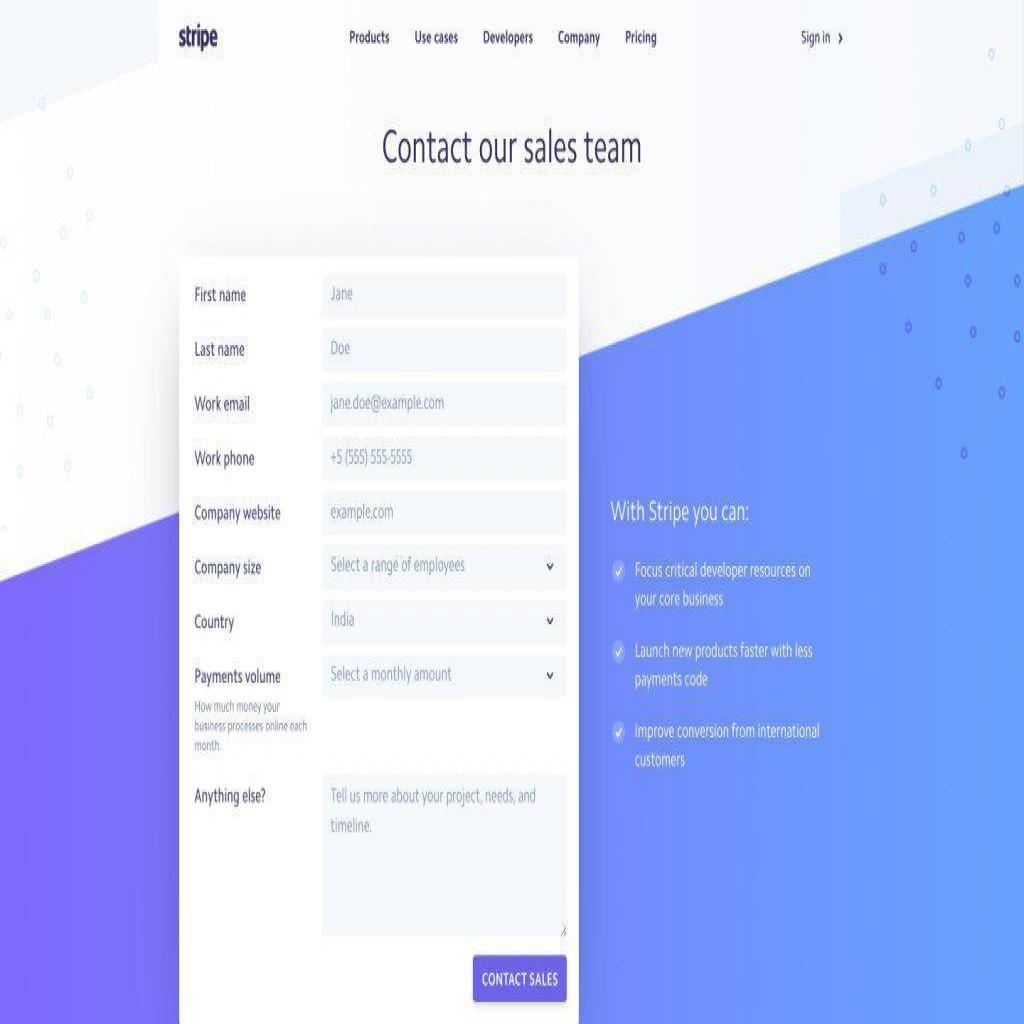 stripe
Products Use cases Developers Company Pricing
Sign in
Contact our sales team
First name
Jane
Last name
Doe
Work email
jane.doe@example.com
Work phone
+5 (555) 555-5555
Company website
example.com
Company size
Select a range of employees
Country
India
Payments volume
Select a monthly amount
How much money your
business processes online each
month.
Anything else?
Tell us more about your project, needs, and
timeline.
CONTACT SALES
With Stripe you can:
Focus critical developer resources on
your core business
Launch new products faster with less
payments code
Improve conversion from international
customers